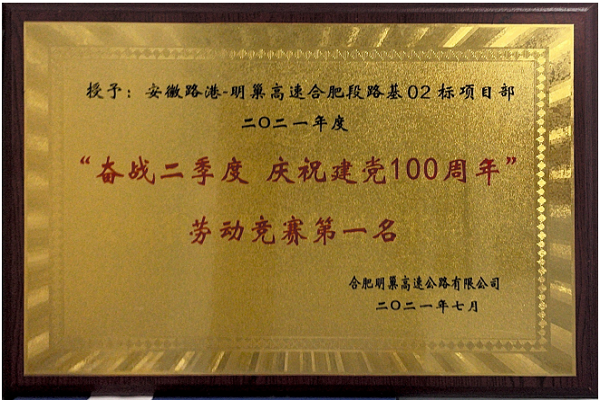 授予：安徽路港-明巢高速合肥段路基02标项目部
二〇二一年度
“奋战二季度 庆祝建党100周年”
劳动竞赛第一名
合肥明巢高速公路有限公司
二〇二一年七月